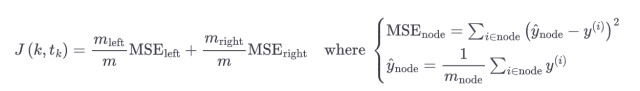 J(k, t_k) = \frac{m_{\text{left}}}{m} \text{MSE}_{\text{left}} + \frac{m_{\text{right}}}{m} \text{MSE}_{\text{right}} \quad \text{where} \begin{cases} \text{MSE}_{\text{node}} = \sum_{i \in \text{node}} \left( \hat{y}_{\text{node}} - y^{(i)} \right)^2 \\ \hat{y}_{\text{node}} = \dfrac{1}{m_{\text{node}}} \sum_{i \in \text{node}} y^{(i)} \end{cases}